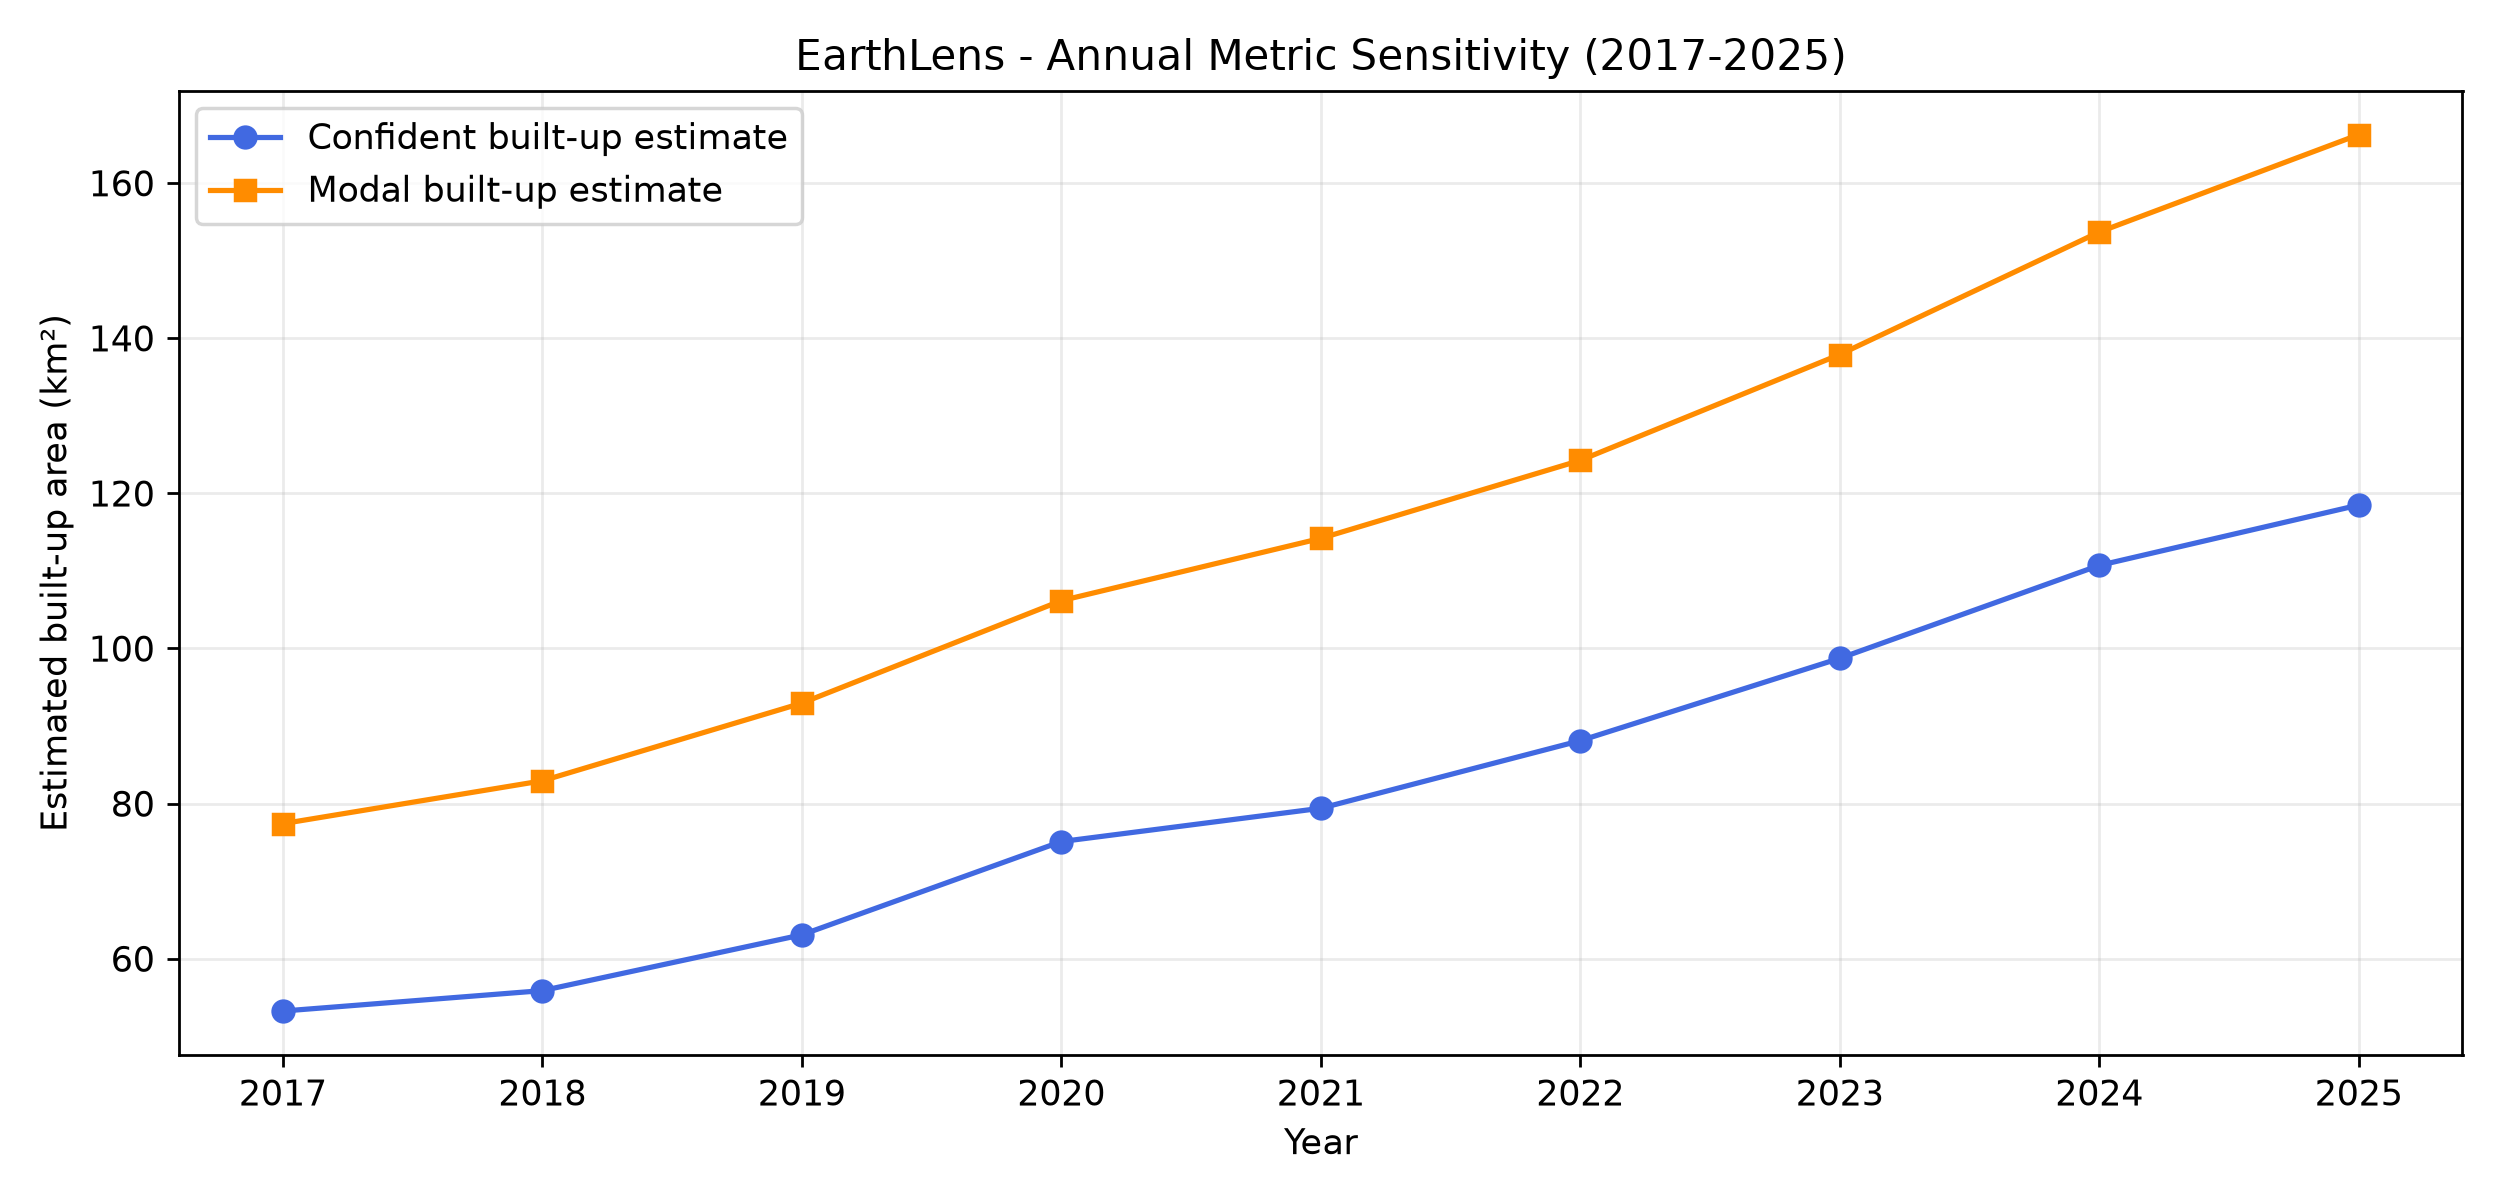 EarthLens - Annual Metric Sensitivity (2017-2025)
Confident built-up estimate
Modal built-up estimate
Estimated built-up area (km²)
160
140
120
100
80
60
2017 2018 2019 2020 2021 2022 2023 2024 2025
Year